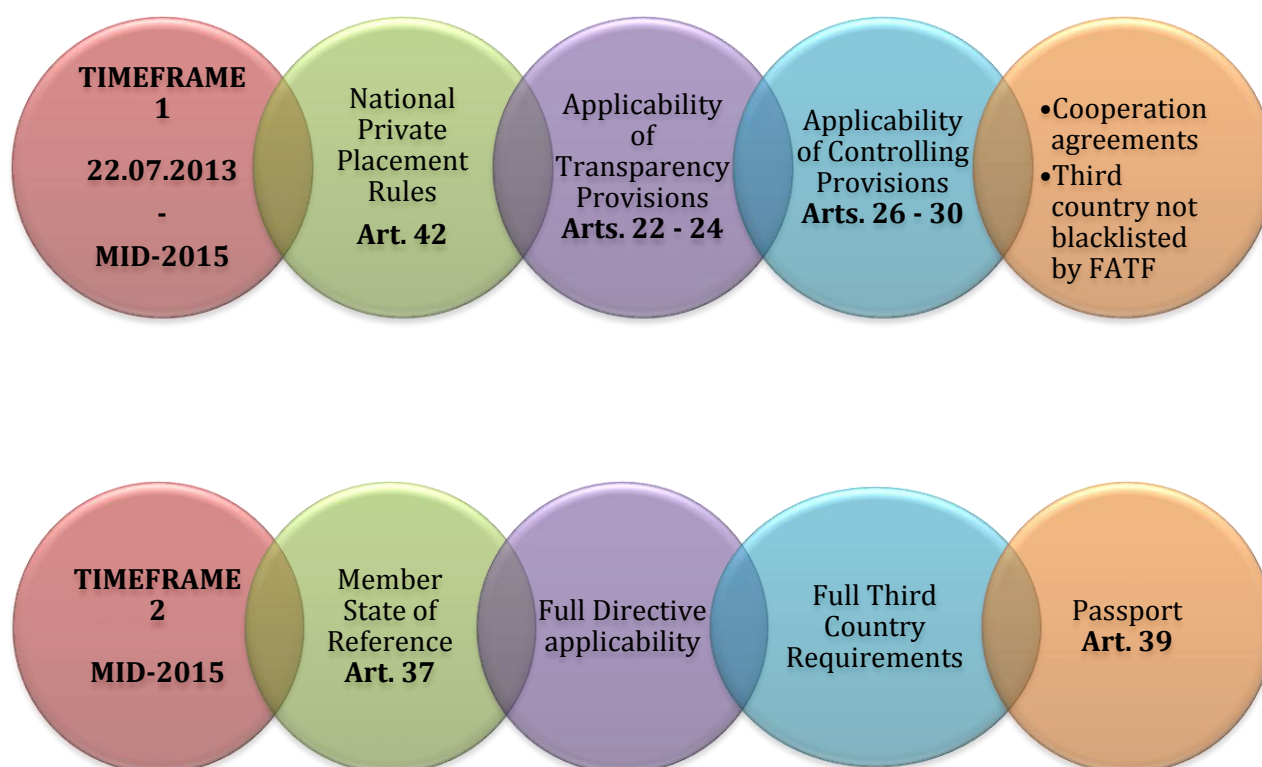 TIMEFRAME
1
22.07.2013
-
MID-2015
National
Private
Placement
Rules
Art. 42
Applicability
of
Transparency
Provisions
Arts. 22 - 24
Applicability
of Controlling
Provisions
Arts. 26 - 30
•Cooperation
agreements
•Third
country not
blacklisted
by FATF
TIMEFRAME
2
MID-2015
Member
State of
Reference
Art. 37
Full Directive
applicability
Full Third
Country
Requirements
Passport
Art. 39